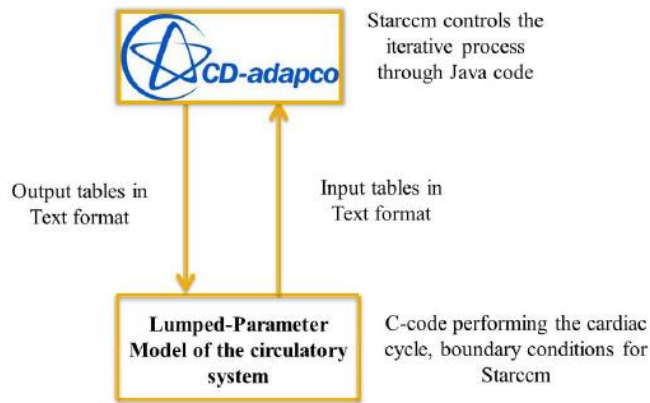 Starccm controls the
iterative process
through Java code
CD-adapco
Output tables in
Text format
Input tables in
Text format
Lumped-Parameter
Model of the circulatory
system
C-code performing the cardiac
cycle, boundary conditions for
Starccm